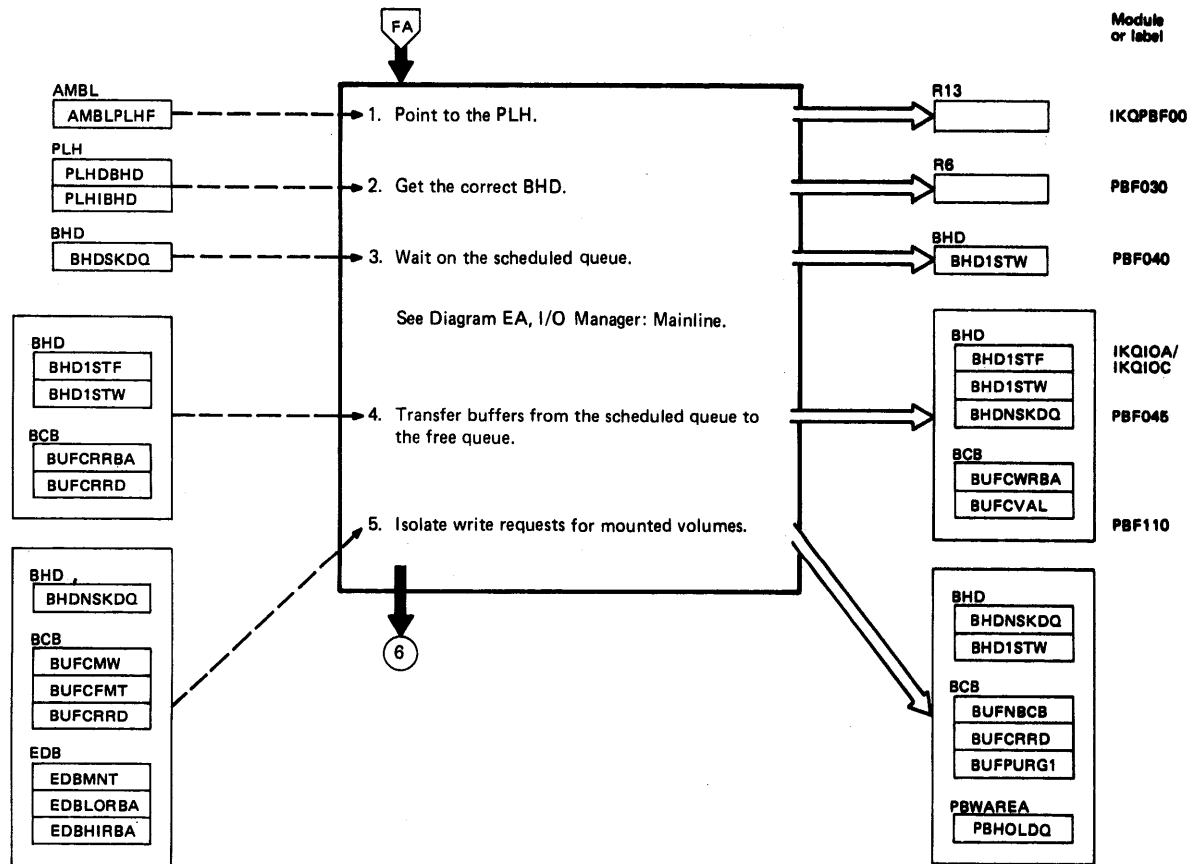 FA
Module
or label
AMBL
AMBLPLHF
1. Point to the PLH.
R13
IKQPBF00
PLH
PLHDBHD
PLHIBHD
2. Get the correct BHD.
R6
PBF030
BHD
BHDSKDQ
3. Wait on the scheduled queue.
BHD
BHD1STW
PBF040
See Diagram EA, I/O Manager: Mainline.
BHD
BHD1STF
BHD1STW
BCB
BUFCRRBA
BUFCRRD
4. Transfer buffers from the scheduled queue to
the free queue.
BHD
BHD1STF
BHD1STW
BHDNSKDQ
BCB
BUFCWRBA
BUFCVAL
IKQIOA/
IKQIOC
PBF045
5. Isolate write requests for mounted volumes.
PBF110
BHD
BHDNSKDQ
BCB
BUFCMW
BUFCFMT
BUFCRRD
EDB
EDBMNT
EDBLORBA
EDBHIRBA
6
BHD
BHDNSKDQ
BHD1STW
BCB
BUFNBCB
BUFCRRD
BUFPURG1
PBWAREA
PBHOLDQ